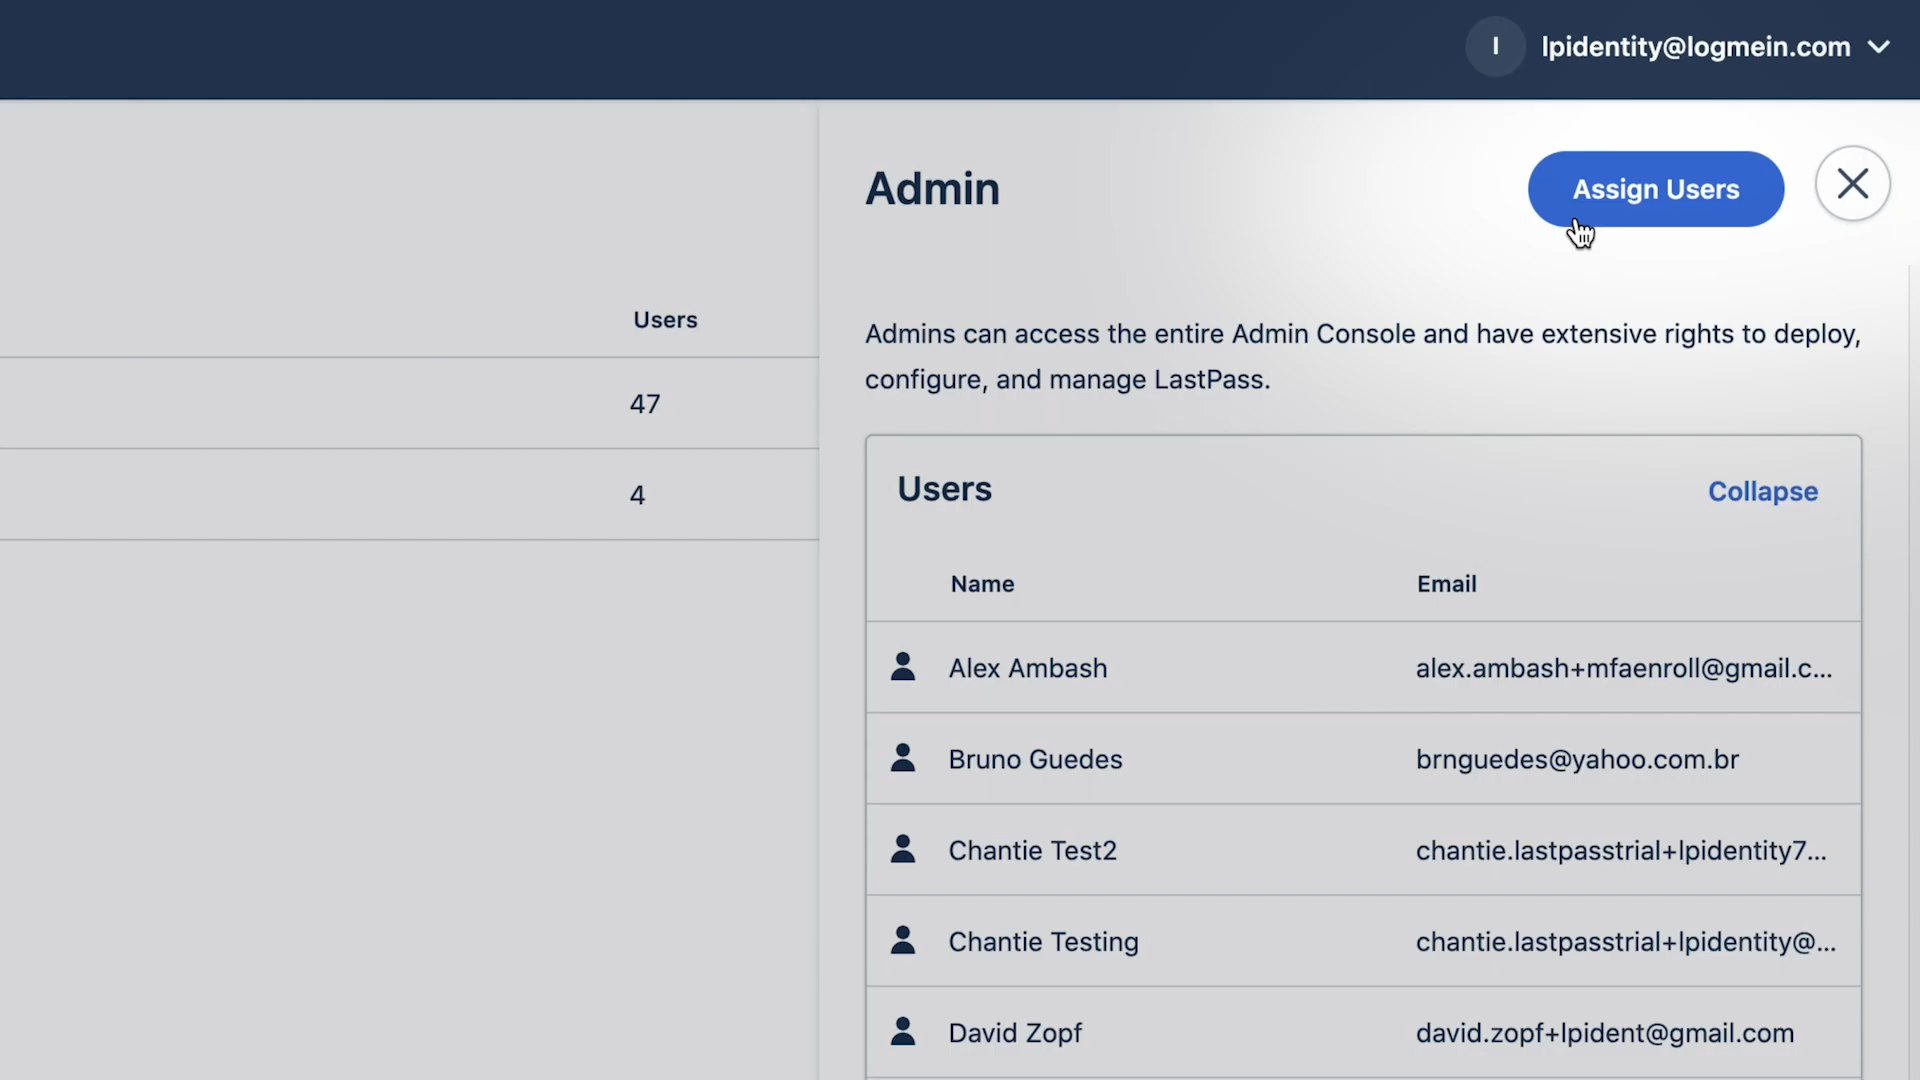 I
lpidentity@logmein.com
Admin
Assign Users
Users
47
4
Admins can access the entire Admin Console and have extensive rights to deploy,
configure, and manage LastPass.
Users
Collapse
Name Email
Alex Ambash alex.ambash+mfaenroll@gmail.c...
Bruno Guedes brnguedes@yahoo.com.br
Chantie Test2 chantie.lastpasstrial+lpidentity7...
Chantie Testing chantie.lastpasstrial+lpidentity@...
David Zopf david.zopf+lpident@gmail.com